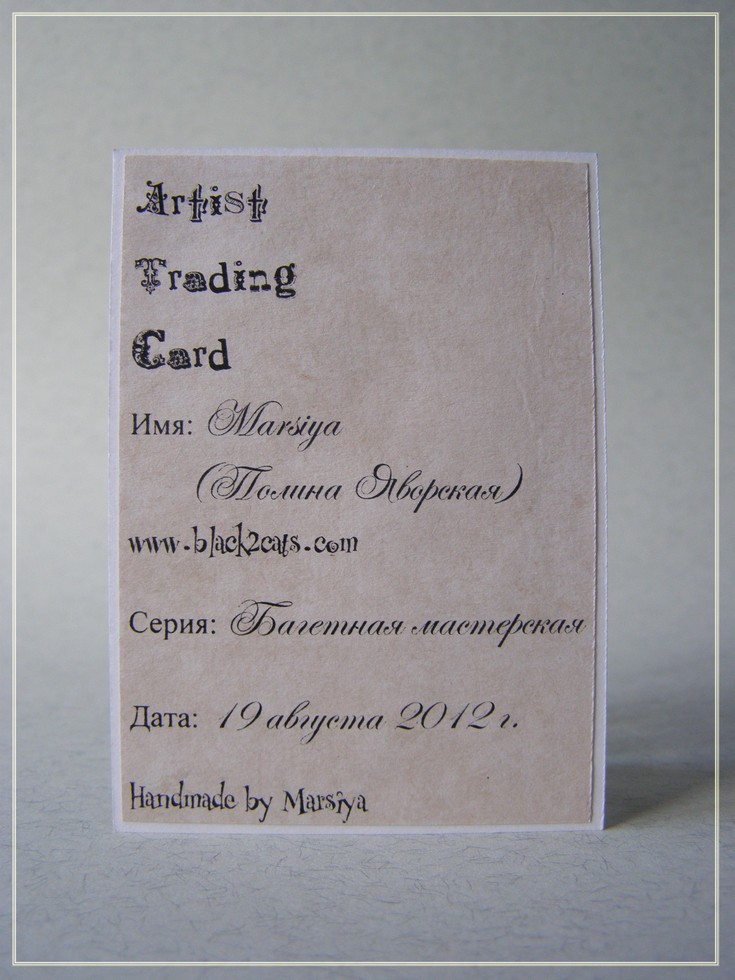 Artist
Trading
Card
Имя: Marsiya
(Полина Яворская)
www.black2cats.com
Серия: Багетная мастерская
Дата: 19 августа 2012 г.
Handmade by Marsiya